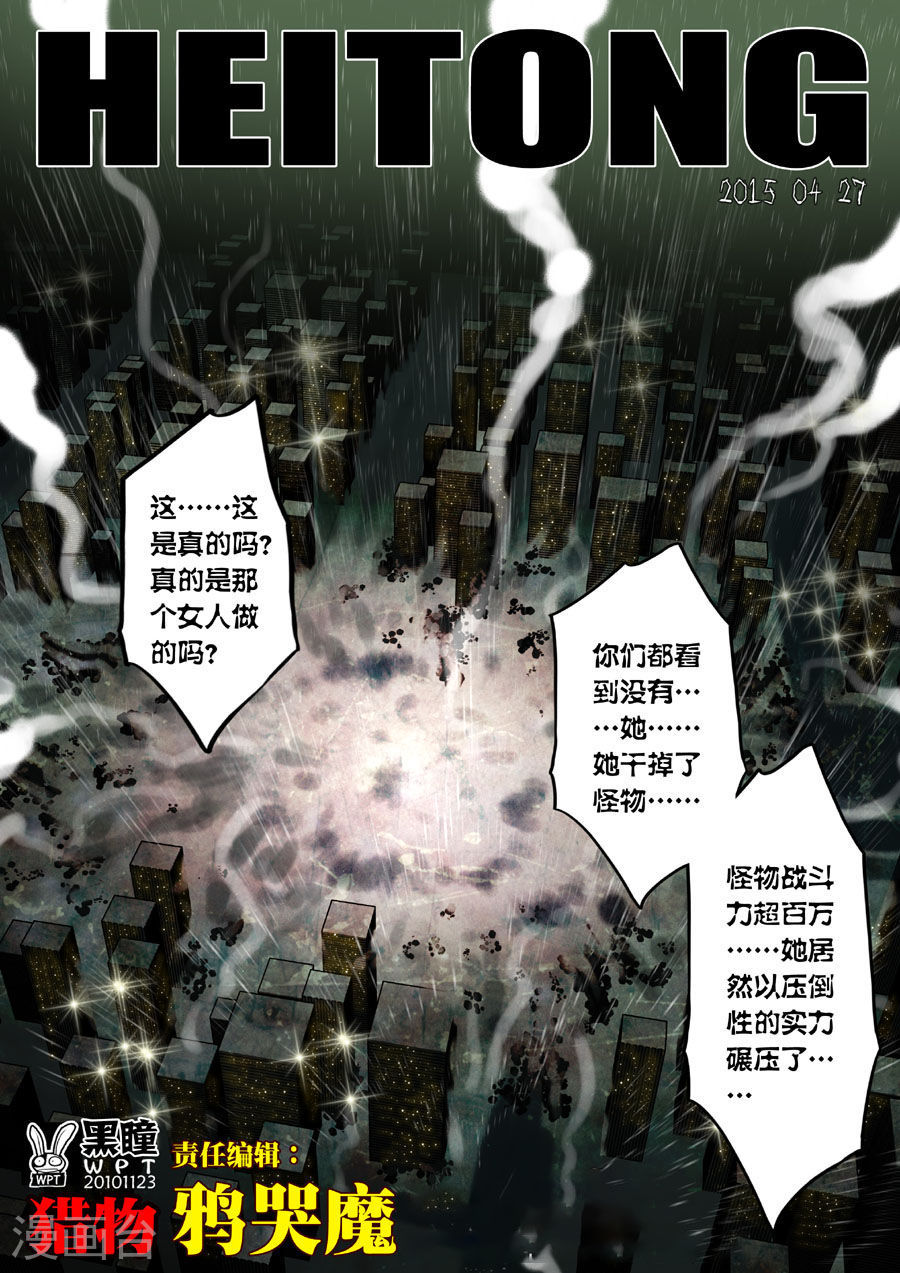 HEITONG
2015 04 27
这……这
是真的吗?
真的是那
个女人做
的吗?
你们都看
到没有…
…她……
她干掉了
怪物……
怪物战斗
力超百万
……她居
然以压倒
性的实力
碾压了…
…
黑瞳
WPT
WPT
20101123
责任编辑:
猎物
鸦哭魔
漫画台